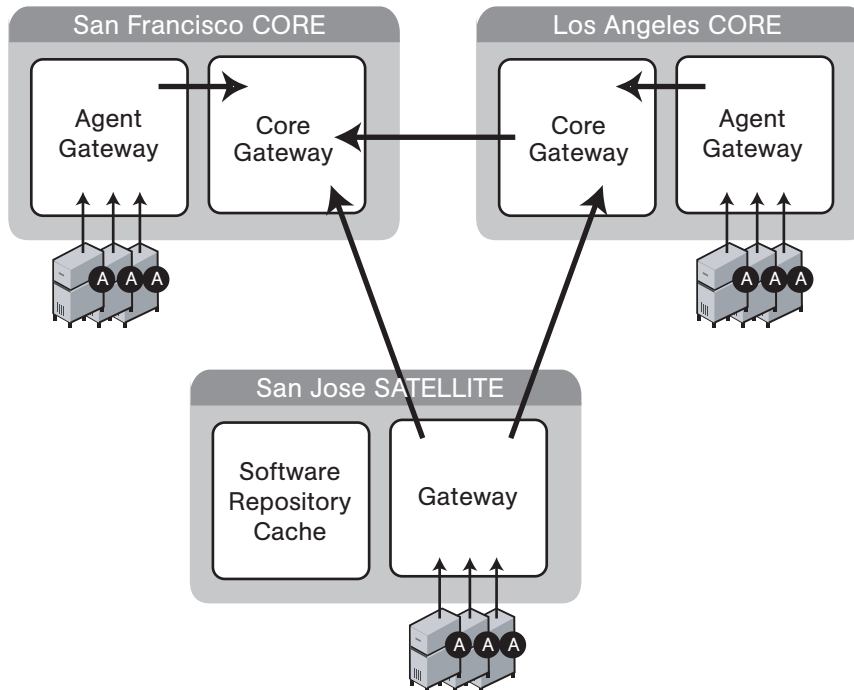 San Francisco CORE
Los Angeles CORE
Agent
Gateway
Core
Gateway
Core
Gateway
Agent
Gateway
A A A
A A A
San Jose SATELLITE
Software
Repository
Cache
Gateway
A A A